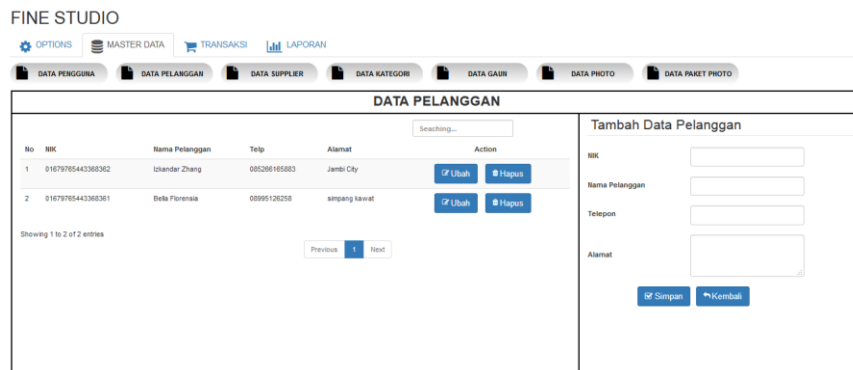 FINE STUDIO
OPTIONS MASTER DATA TRANSAKSI LAPORAN
DATA PENGGUNA DATA PELANGGAN DATA SUPPLIER DATA KATEGORI DATA GAUN DATA PHOTO DATA PAKET PHOTO
DATA PELANGGAN
Seaching...
No NIK Nama Pelanggan Telp Alamat Action
1 01679765443368362 Izkandar Zhang 085266165883 Jambi City Ubah Hapus
2 01679765443368361 Bella Florensia 08995126258 simpang kawat Ubah Hapus
Showing 1 to 2 of 2 entries
Previous 1 Next
Tambah Data Pelanggan
NIK
Nama Pelanggan
Telepon
Alamat
Simpan Kembali